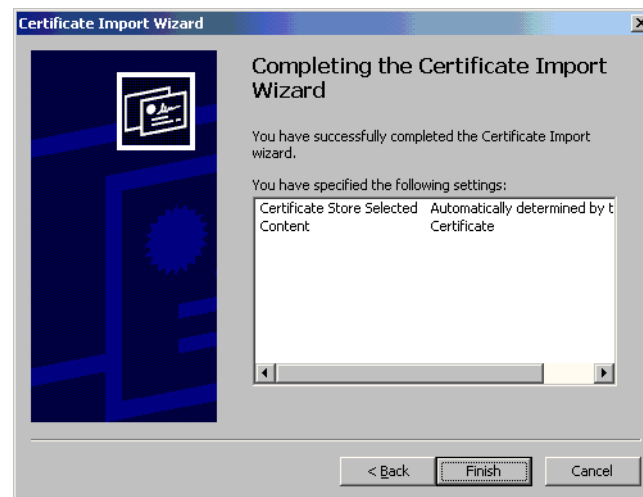 Certificate Import Wizard
Completing the Certificate Import
Wizard
You have successfully completed the Certificate Import
wizard.
You have specified the following settings:
Certificate Store Selected Automatically determined by t
Content Certificate
< Back Finish Cancel